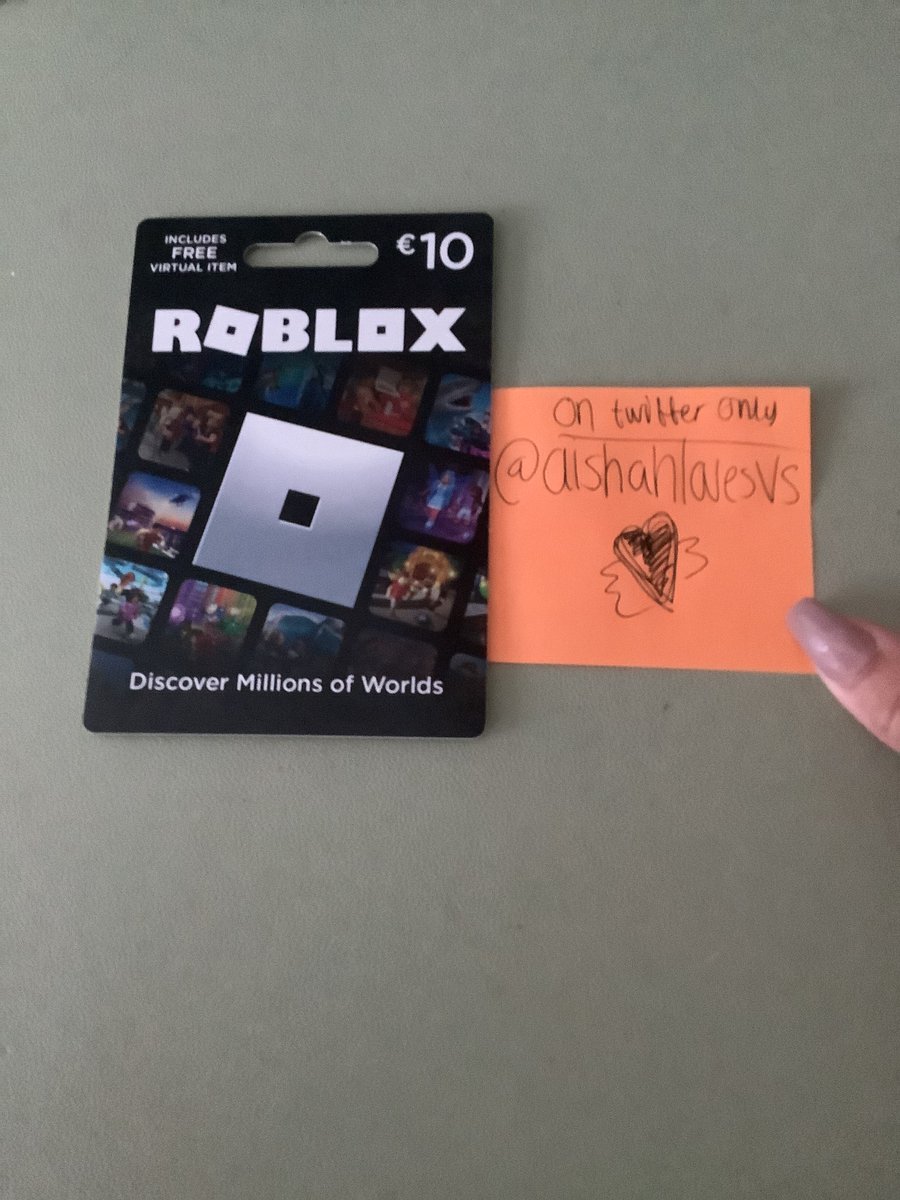 INCLUDES
FREE
VIRTUAL ITEM
€10
ROBLOX
Discover Millions of Worlds
on twitter only
@aishahlovesvs